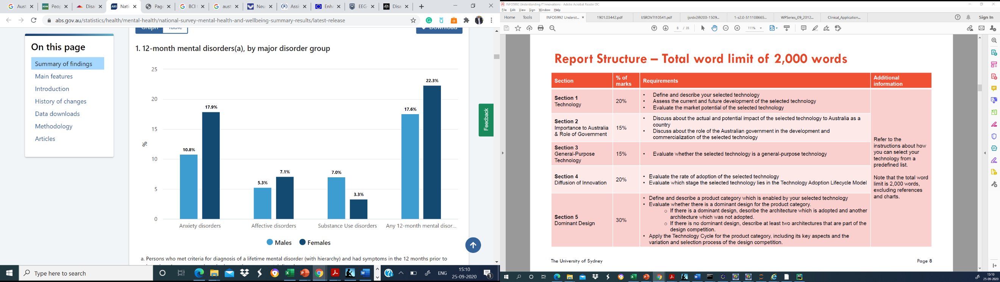 Aust
Peop
Disa
Nati
Page
BCI
aust
Neu
Assi
Enh
EEG
Disa
abs.gov.au/statistics/health/mental-health/national-survey-mental-health-and-wellbeing-summary-results/latest-release
Graph
Table
Download
On this page
Summary of findings
Main features
Introduction
History of changes
Data downloads
Methodology
Articles
1. 12-month mental disorders(a), by major disorder group
25
20
15
10
5
0
%
10.8%
17.9%
5.3%
7.1%
7.0%
3.3%
17.6%
22.3%
Anxiety disorders
Affective disorders
Substance Use disorders
Any 12-month mental disor...
Males
Females
a. Persons who met criteria for diagnosis of a lifetime mental disorder (with hierarchy) and had symptoms in the 12 months prior to
Feedback
Type here to search
ENG
15:10
25-09-2020
INFO5992 Understanding IT innovations - Adobe Acrobat Reader DC
File Edit View Sign Window Help
Home Tools INFO5992 Underst... 1901.03442.pdf IJSRDV7I10541.pdf ijsrdv2i9200-1509... 1-s2.0-S11108665... WPSeries_09_2012... Clinical_Application... Sign In
8 / 35
111%
Report Structure – Total word limit of 2,000 words
Section
% of
marks
Requirements
Additional
information
Section 1
Technology
20%
• Define and describe your selected technology
• Assess the current and future development of the selected technology
• Evaluate the market potential of the selected technology
Section 2
Importance to Australia
& Role of Government
15%
• Discuss about the actual and potential impact of the selected technology to Australia as a
country
• Discuss about the role of the Australian government in the development and
commercialization of the selected technology
Section 3
General-Purpose
Technology
15%
• Evaluate whether the selected technology is a general-purpose technology
Section 4
Diffusion of Innovation
20%
• Evaluate the rate of adoption of the selected technology
• Evaluate which stage the selected technology lies in the Technology Adoption Lifecycle Model
Section 5
Dominant Design
30%
• Define and describe a product category which is enabled by your selected technology
• Evaluate whether there is a dominant design for the product category.
o If there is a dominant design, describe the architecture which is adopted and another
architecture which was not adopted.
o If there is no dominant design, describe at least two architectures that are part of the
design competition.
• Apply the Technology Cycle for the product category, including its key aspects and the
variation and selection process of the design competition.
Refer to the
instructions about how
you can select your
technology from a
predefined list.
Note that the total word
limit is 2,000 words,
excluding references
and charts.
The University of Sydney
Page 8
15:10
25-09-2020